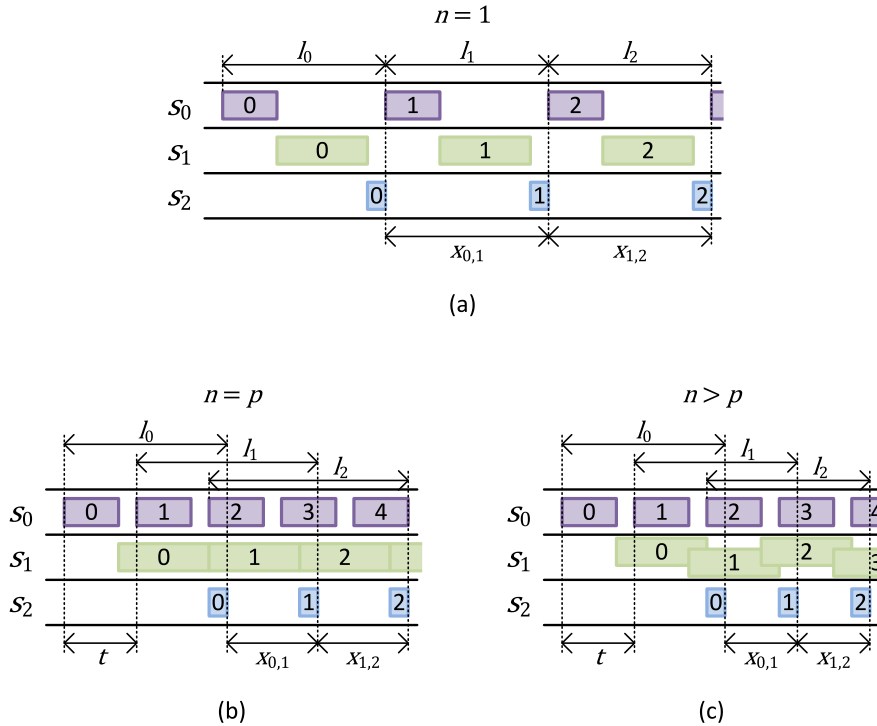 n = 1
l₀ l₁ l₂
s₀ 0 1 2
s₁ 0 1 2
s₂ 0 1 2
x₀,₁ x₁,₂
(a)
n = p
l₀
l₁
l₂
s₀ 0 1 2 3 4
s₁ 0 1 2
s₂ 0 1 2
t x₀,₁ x₁,₂
(b)
n > p
l₀
l₁
l₂
s₀ 0 1 2 3 4
s₁ 0 1 2 3
s₂ 0 1 2
t x₀,₁ x₁,₂
(c)